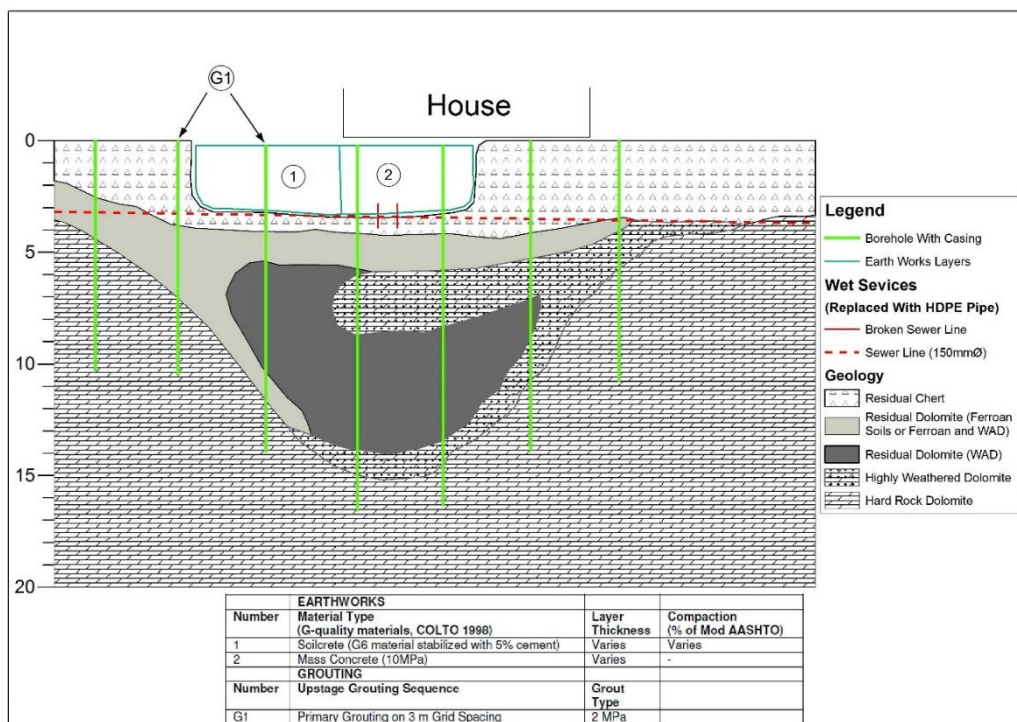 G1
House
0
5
10
15
20
1
2
Legend
Borehole With Casing
Earth Works Layers
Wet Sevices
(Replaced With HDPE Pipe)
Broken Sewer Line
Sewer Line (150mmØ)
Geology
Residual Chert
Residual Dolomite (Ferroan
Soils or Ferroan and WAD)
Residual Dolomite (WAD)
Highly Weathered Dolomite
Hard Rock Dolomite
EARTHWORKS
Number Material Type Layer Compaction
(G-quality materials, COLTO 1998) Thickness (% of Mod AASHTO)
1 Soilcrete (G6 material stabilized with 5% cement) Varies Varies
2 Mass Concrete (10MPa) Varies -
GROUTING
Number Upstage Grouting Sequence Grout
Type
G1 Primary Grouting on 3 m Grid Spacing 2 MPa